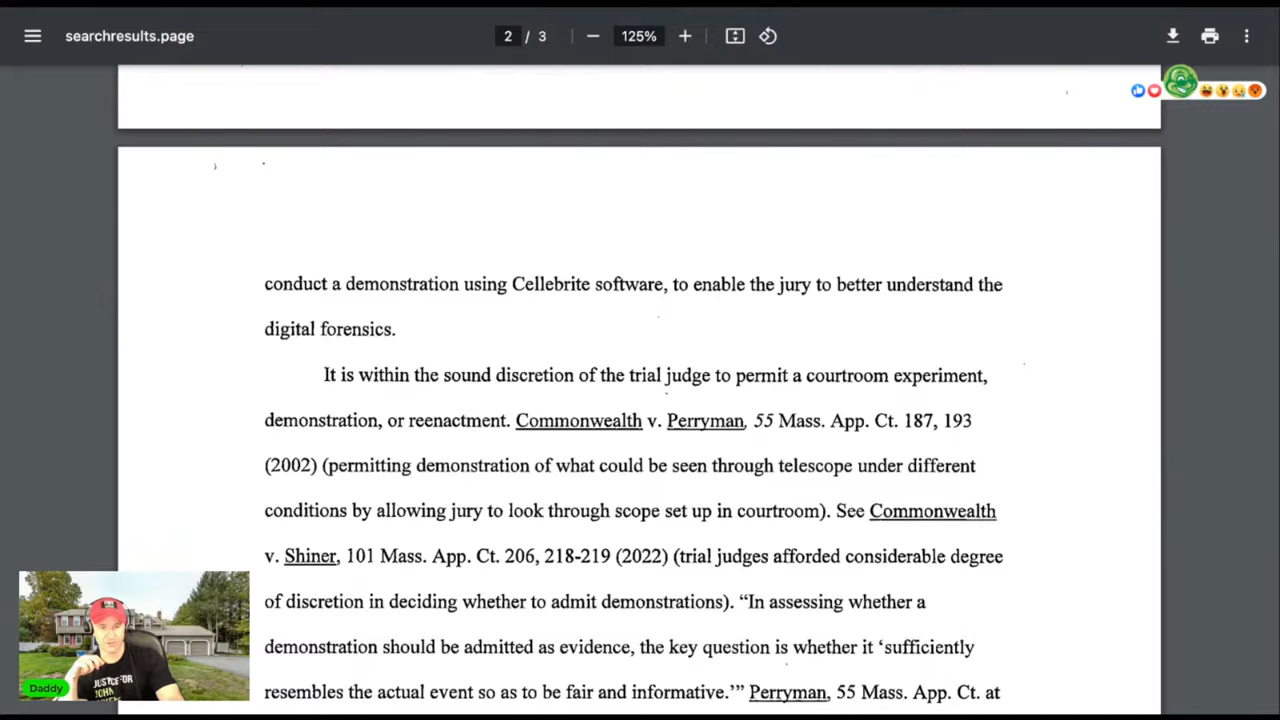 searchresults.page
2 / 3
125%
conduct a demonstration using Cellebrite software, to enable the jury to better understand the
digital forensics.
It is within the sound discretion of the trial judge to permit a courtroom experiment,
demonstration, or reenactment. Commonwealth v. Perryman, 55 Mass. App. Ct. 187, 193
(2002) (permitting demonstration of what could be seen through telescope under different
conditions by allowing jury to look through scope set up in courtroom). See Commonwealth
v. Shiner, 101 Mass. App. Ct. 206, 218-219 (2022) (trial judges afforded considerable degree
of discretion in deciding whether to admit demonstrations). “In assessing whether a
demonstration should be admitted as evidence, the key question is whether it ‘sufficiently
resembles the actual event so as to be fair and informative.’” Perryman, 55 Mass. App. Ct. at
JUSTICE FOR
JOHN
Daddy